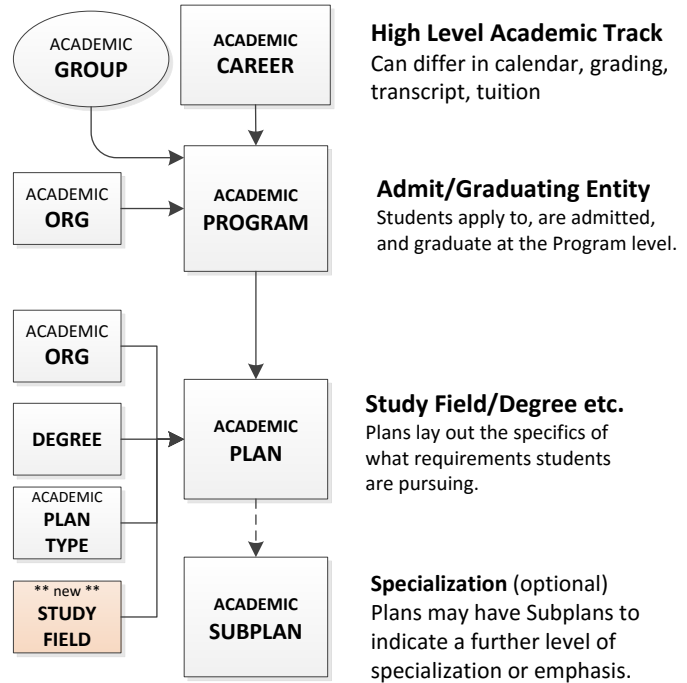 ACADEMIC
GROUP
ACADEMIC
CAREER
High Level Academic Track
Can differ in calendar, grading,
transcript, tuition
ACADEMIC
ORG
ACADEMIC
PROGRAM
Admit/Graduating Entity
Students apply to, are admitted,
and graduate at the Program level.
ACADEMIC
ORG
DEGREE
ACADEMIC
PLAN
TYPE
** new **
STUDY
FIELD
ACADEMIC
PLAN
Study Field/Degree etc.
Plans lay out the specifics of
what requirements students
are pursuing.
ACADEMIC
SUBPLAN
Specialization (optional)
Plans may have Subplans to
indicate a further level of
specialization or emphasis.